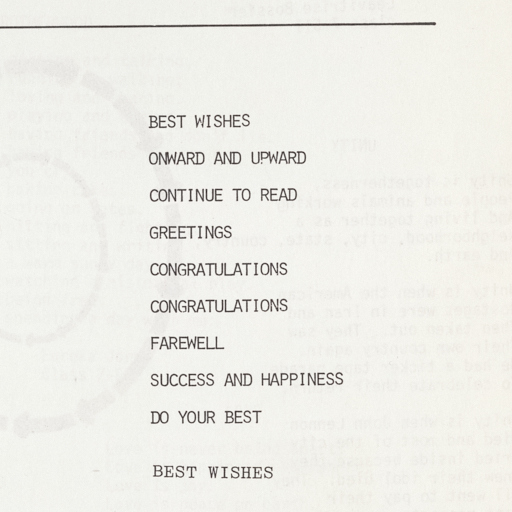 BEST WISHES
ONWARD AND UPWARD
CONTINUE TO READ
GREETINGS
CONGRATULATIONS
CONGRATULATIONS
FAREWELL
SUCCESS AND HAPPINESS
DO YOUR BEST
BEST WISHES